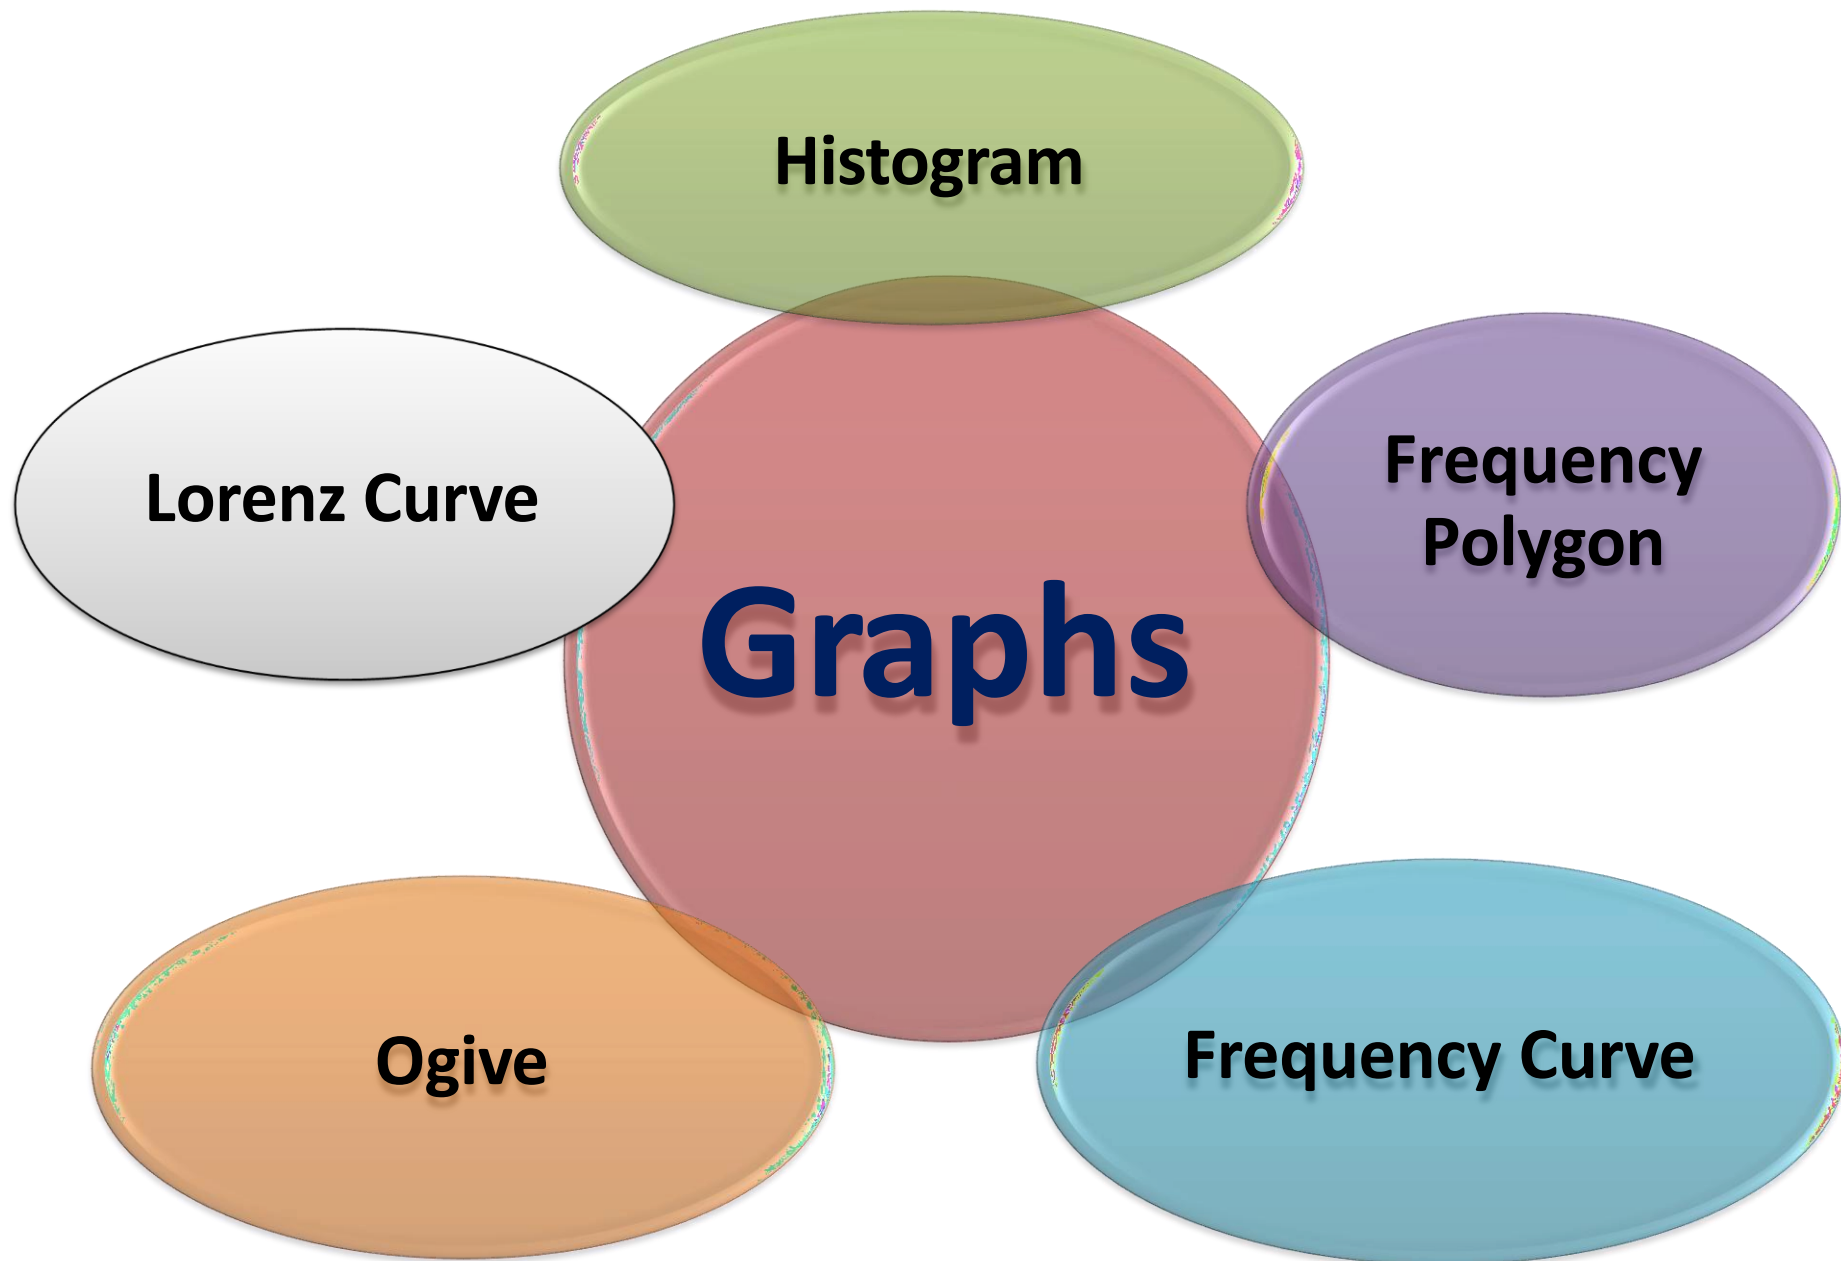 Histogram
Lorenz Curve
Frequency
Polygon
Graphs
Ogive
Frequency Curve